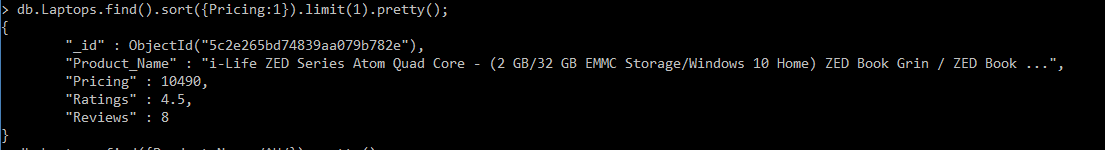 > db.Laptops.find().sort({Pricing:1}).limit(1).pretty();
{
"_id" : ObjectId("5c2e265bd74839aa079b782e"),
"Product_Name" : "i-Life ZED Series Atom Quad Core - (2 GB/32 GB EMMC Storage/Windows 10 Home) ZED Book Grin / ZED Book ...",
"Pricing" : 10490,
"Ratings" : 4.5,
"Reviews" : 8
}